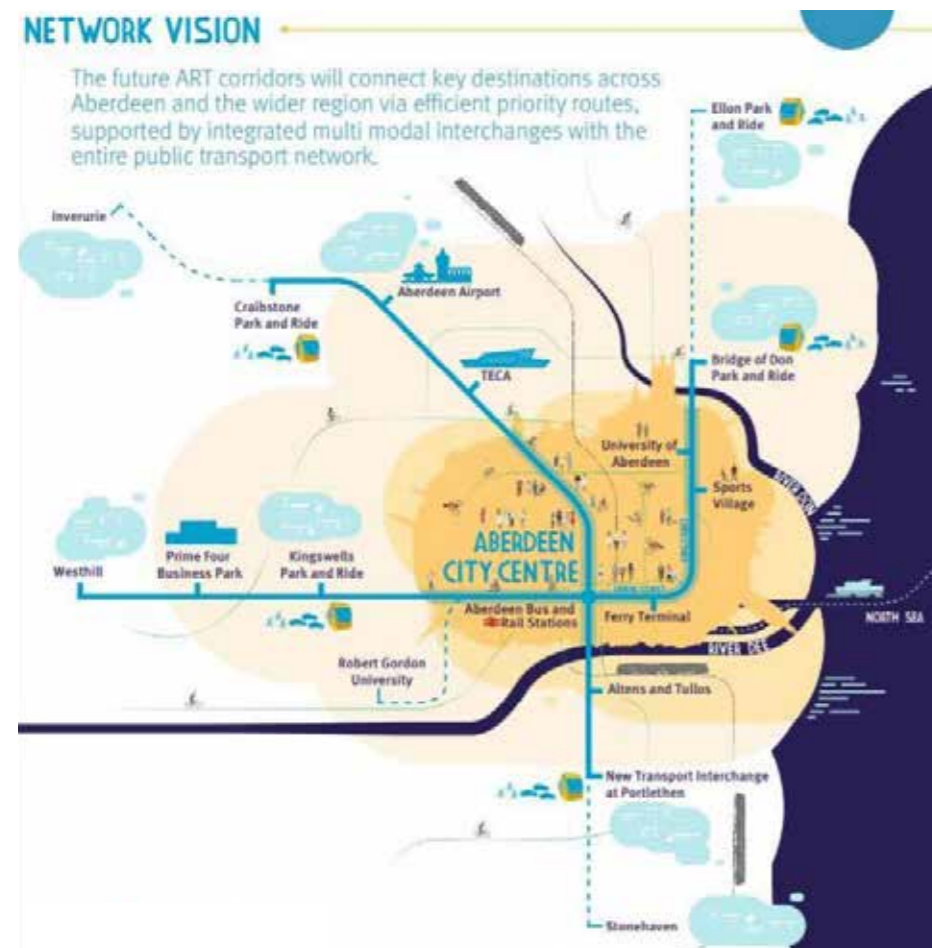 NETWORK VISION
The future ART corridors will connect key destinations across
Aberdeen and the wider region via efficient priority routes,
supported by integrated multi modal interchanges with the
entire public transport network.
Ellon Park
and Ride
Inverurie
Craibstone
Park and Ride
Aberdeen Airport
TECA
Bridge of Don
Park and Ride
University of
Aberdeen
Sports
Village
RIVER DON
ABERDEEN
CITY CENTRE
Westhill
Prime Four
Business Park
Kingswells
Park and Ride
Aberdeen Bus and
Rail Stations
Ferry Terminal
NORTH SEA
RIVER DEE
Robert Gordon
University
Altens and Tullos
New Transport Interchange
at Portlethen
Stonehaven